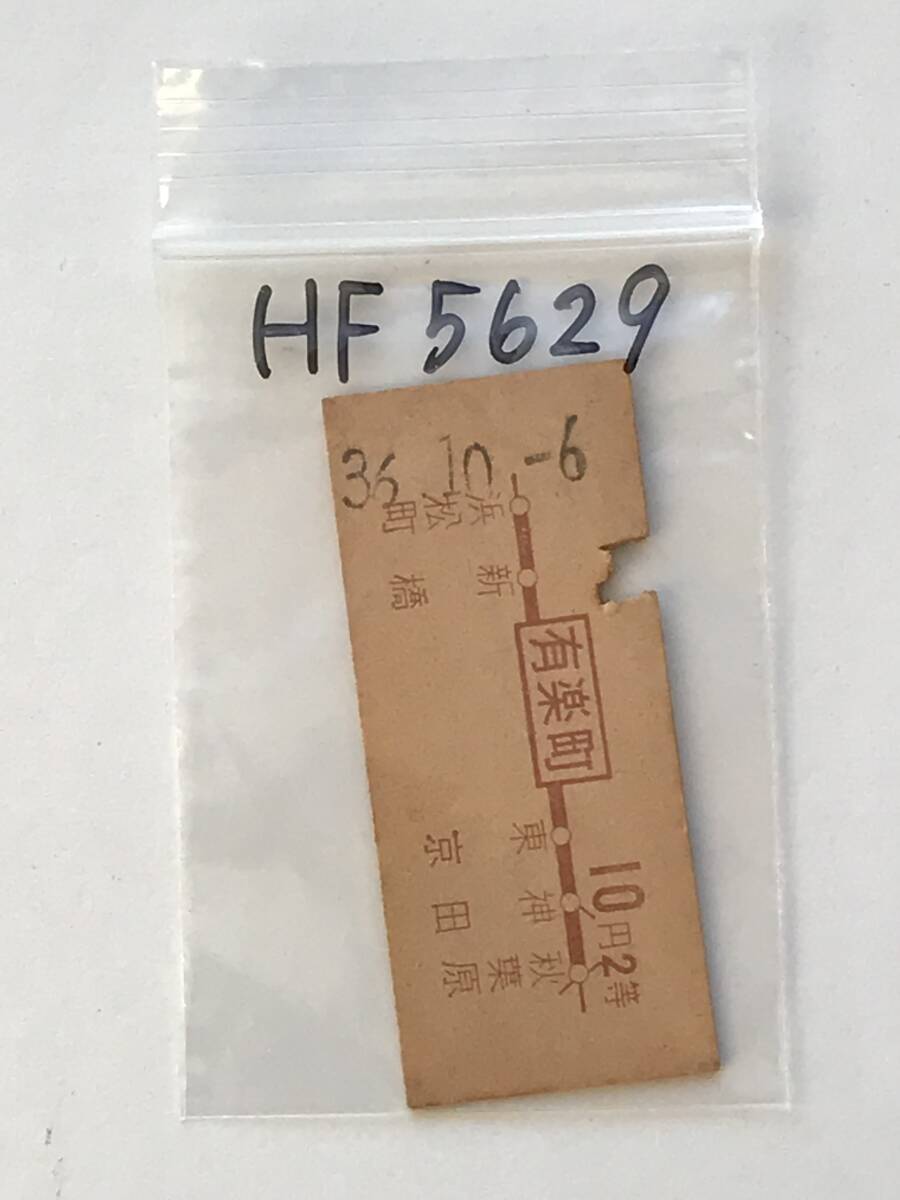 HF 5629
36.10.-6
浜松町
新橋
有楽町
東京
神田
秋葉原
10円2等